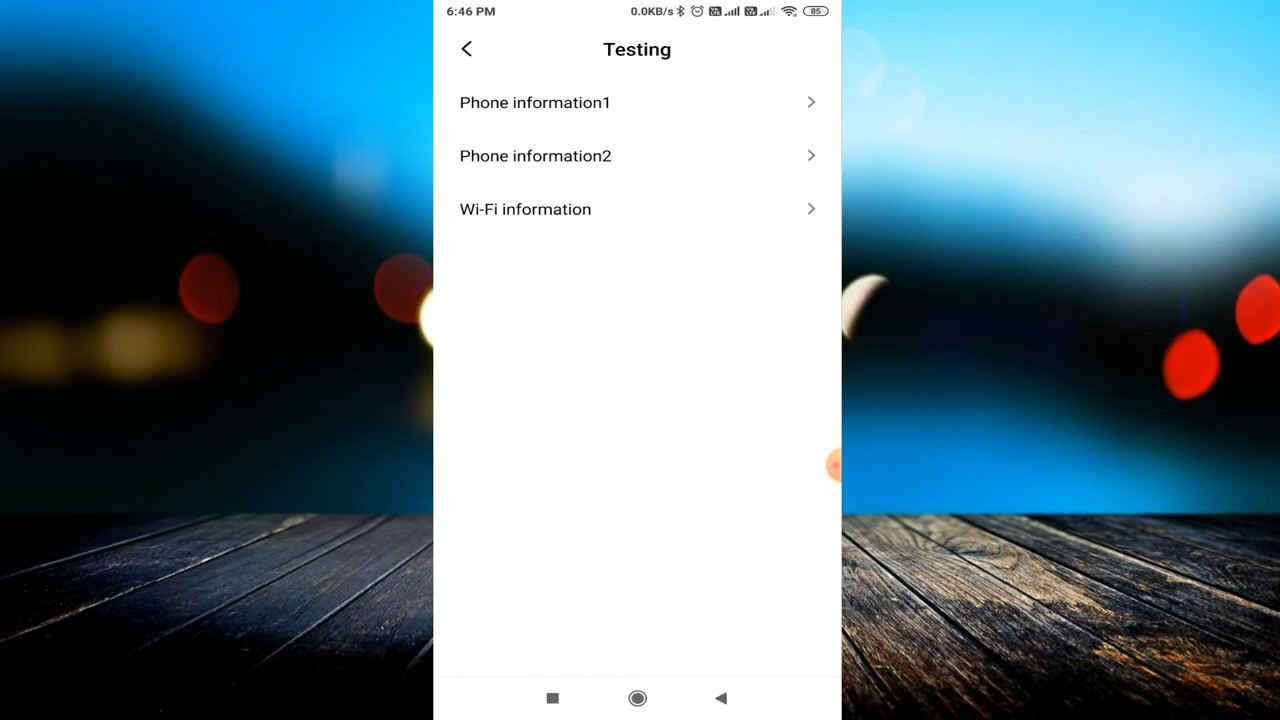 6:46 PM 0.0KB/s 85
Testing
Phone information1
Phone information2
Wi-Fi information